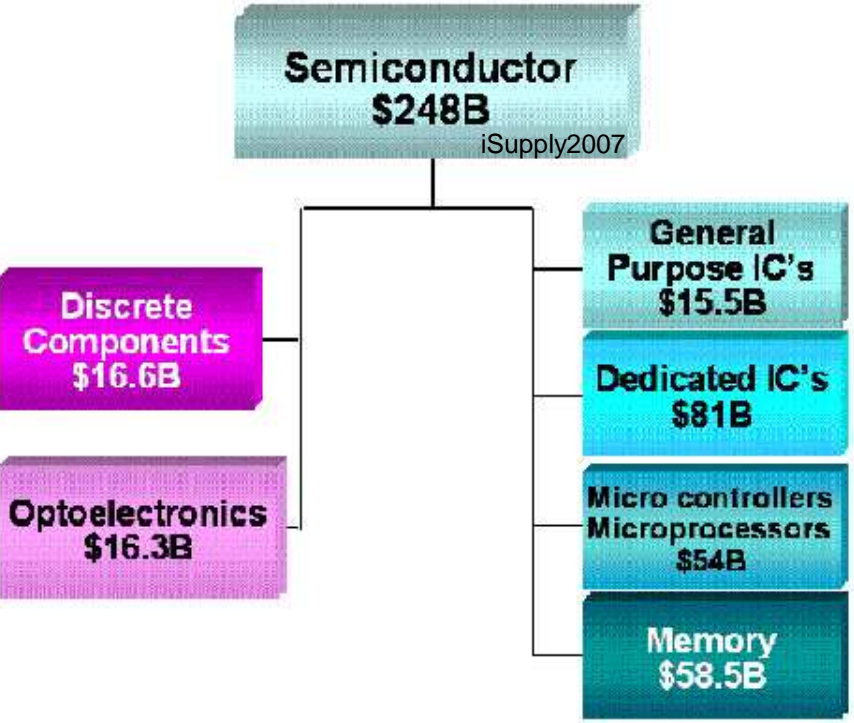 Semiconductor
$248B
iSupply2007
Discrete
Components
$16.6B
Optoelectronics
$16.3B
General
Purpose IC's
$15.5B
Dedicated IC's
$81B
Micro controllers
Microprocessors
$54B
Memory
$58.5B